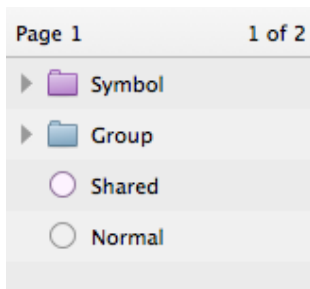 Page 1 1 of 2
Symbol
Group
Shared
Normal